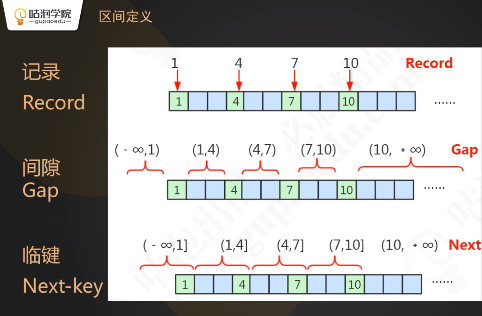 咕泡学院
gupaoedu
区间定义
记录
Record
1 4 7 10 Record
1 4 7 10 ......
间隙
Gap
( - ∞,1) (1,4) (4,7) (7,10) (10, + ∞) Gap
1 4 7 10 ......
临键
Next-key
( - ∞,1] (1,4] (4,7] (7,10] (10, + ∞) Next
1 4 7 10 ......